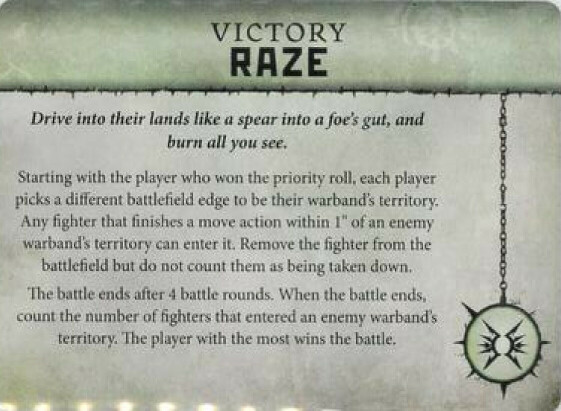 VICTORY
RAZE
Drive into their lands like a spear into a foe's gut, and
burn all you see.
Starting with the player who won the priority roll, each player
picks a different battlefield edge to be their warband's territory.
Any fighter that finishes a move action within 1" of an enemy
warband's territory can enter it. Remove the fighter from the
battlefield but do not count them as being taken down.
The battle ends after 4 battle rounds. When the battle ends,
count the number of fighters that entered an enemy warband's
territory. The player with the most wins the battle.